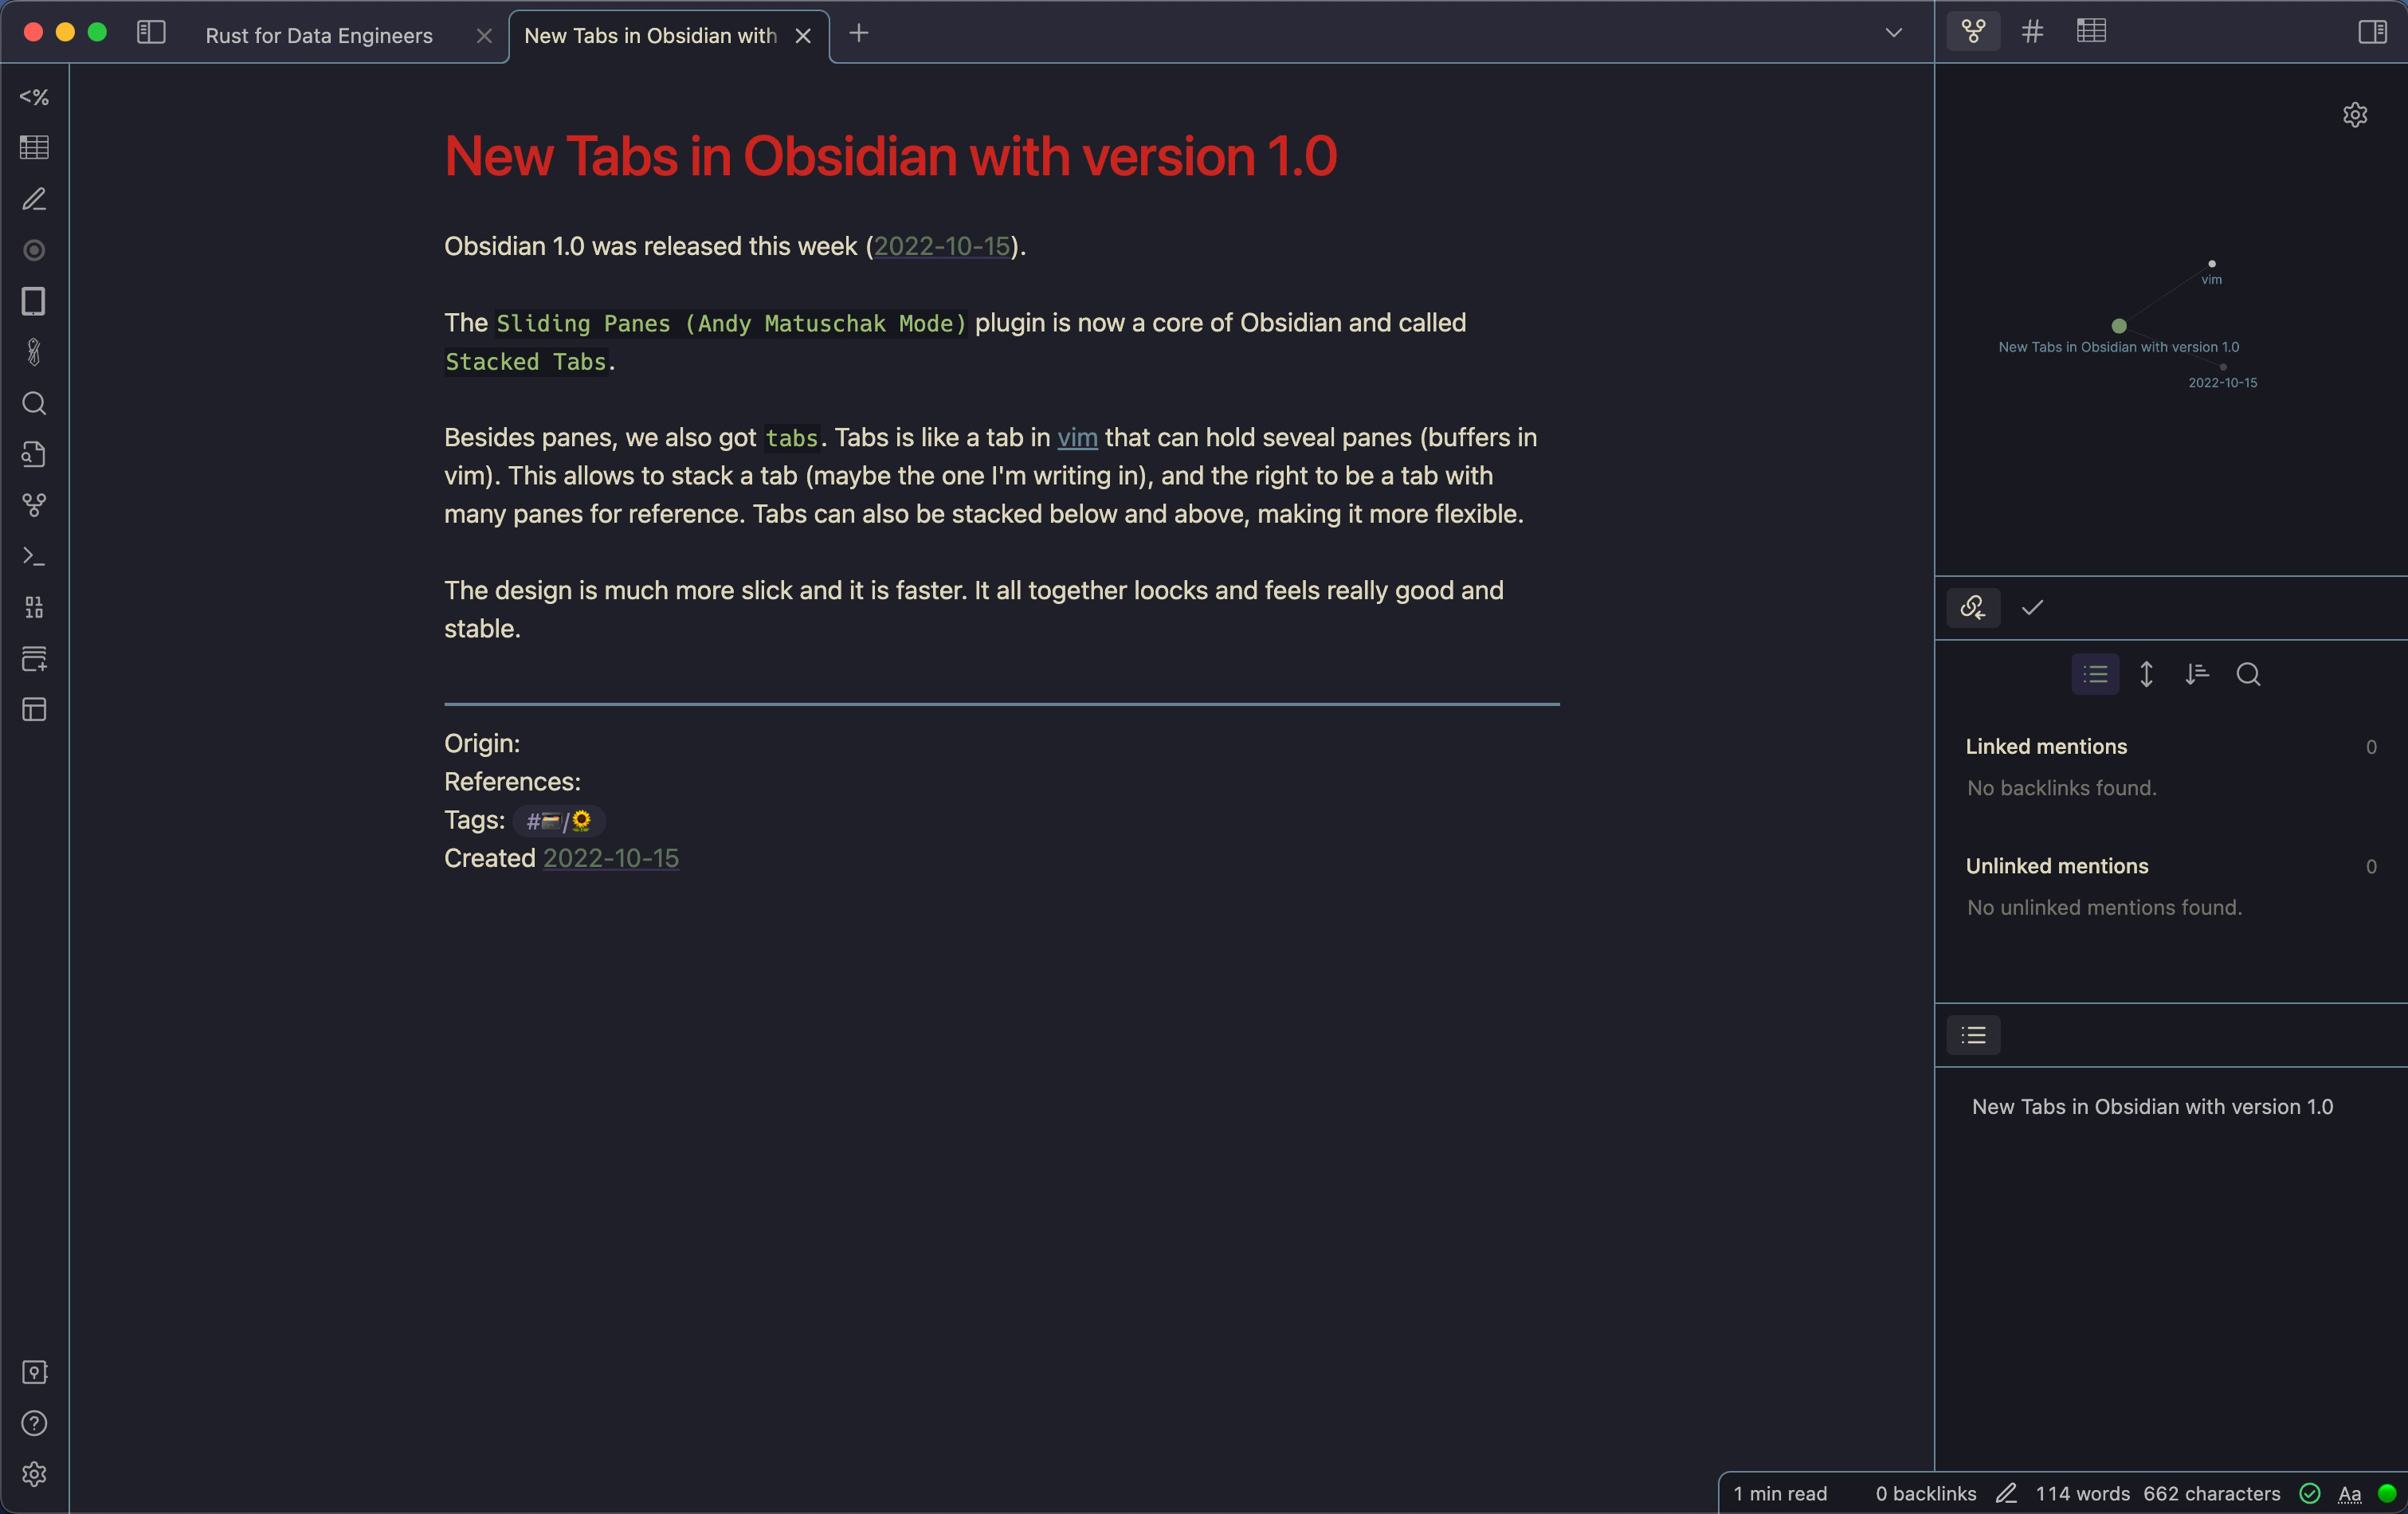 Rust for Data Engineers
New Tabs in Obsidian with
New Tabs in Obsidian with version 1.0
Obsidian 1.0 was released this week (2022-10-15).
The Sliding Panes (Andy Matuschak Mode) plugin is now a core of Obsidian and called
Stacked Tabs.
Besides panes, we also got tabs. Tabs is like a tab in vim that can hold seveal panes (buffers in
vim). This allows to stack a tab (maybe the one I'm writing in), and the right to be a tab with
many panes for reference. Tabs can also be stacked below and above, making it more flexible.
The design is much more slick and it is faster. It all together loocks and feels really good and
stable.
Origin:
References:
Tags: #🗃/🌻
Created 2022-10-15
vim
New Tabs in Obsidian with version 1.0
2022-10-15
Linked mentions 0
No backlinks found.
Unlinked mentions 0
No unlinked mentions found.
New Tabs in Obsidian with version 1.0
1 min read 0 backlinks 114 words 662 characters Aa